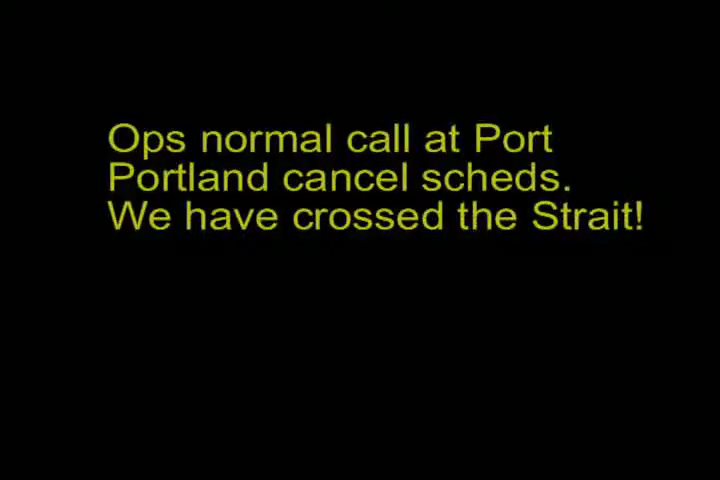 Ops normal call at Port
Portland cancel scheds.
We have crossed the Strait!